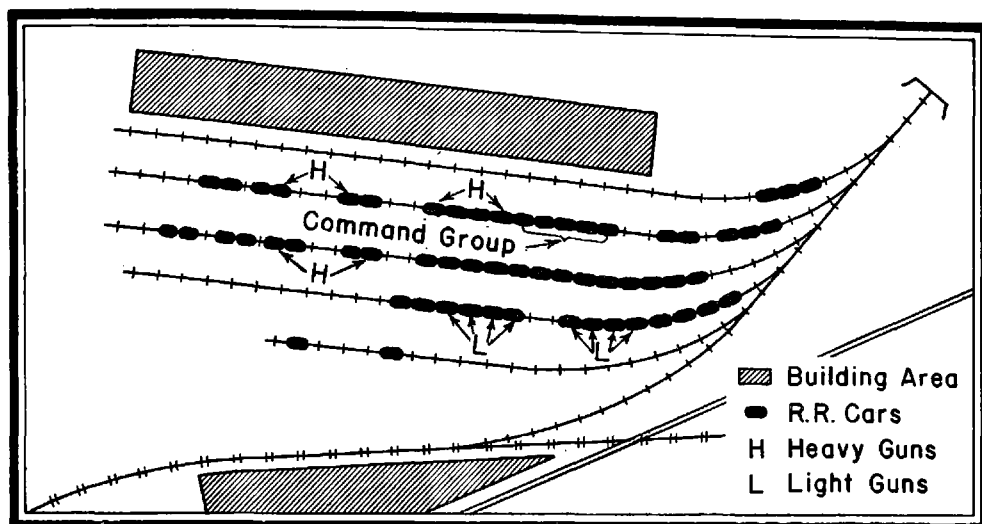 H
H
Command Group
H
L
L
Building Area
R.R. Cars
H Heavy Guns
L Light Guns